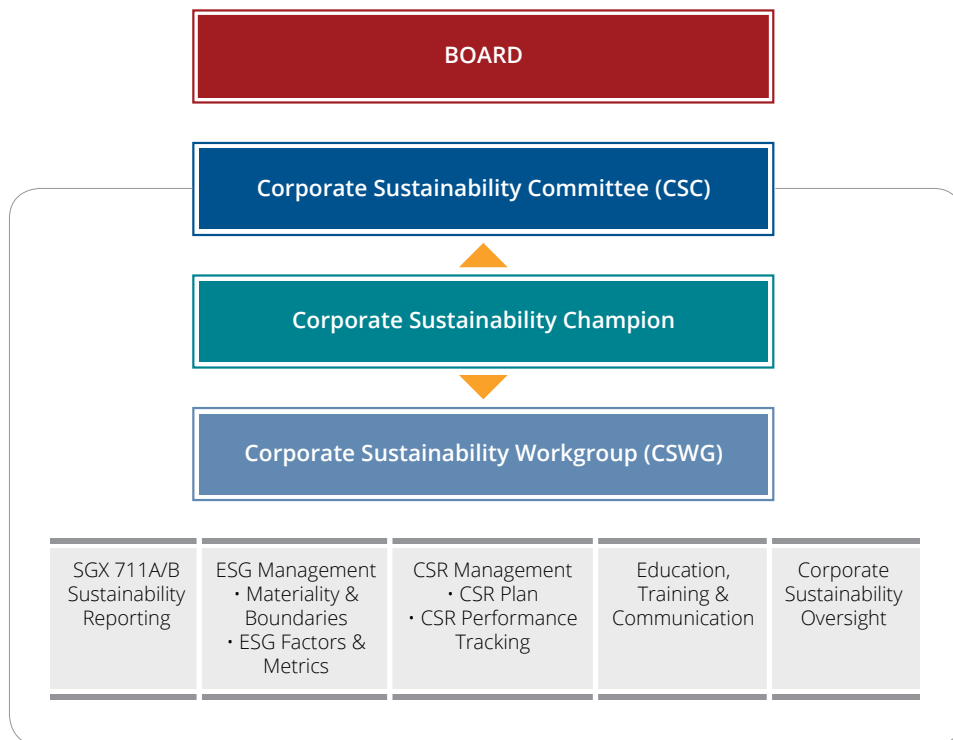 BOARD
Corporate Sustainability Committee (CSC)
Corporate Sustainability Champion
Corporate Sustainability Workgroup (CSWG)
SGX 711A/B
Sustainability
Reporting
ESG Management
• Materiality &
Boundaries
• ESG Factors &
Metrics
CSR Management
• CSR Plan
• CSR Performance
Tracking
Education,
Training &
Communication
Corporate
Sustainability
Oversight